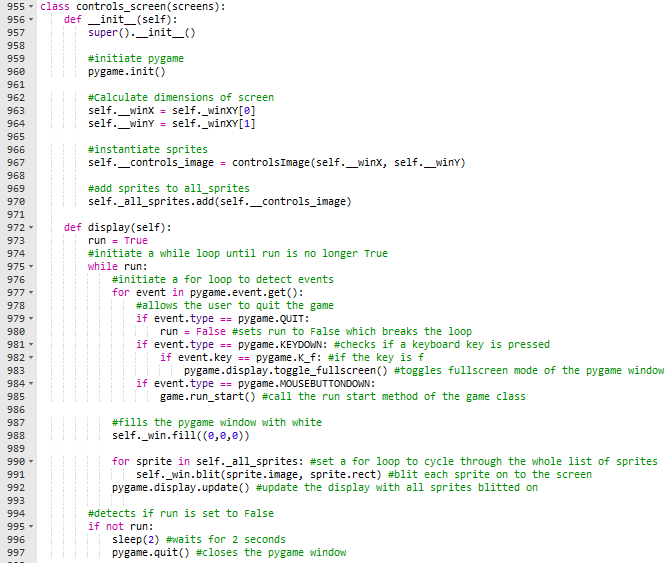 955 class controls_screen(screens):
956     def __init__(self):
957         super().__init__()
958
959         #initiate pygame
960         pygame.init()
961
962         #Calculate dimensions of screen
963         self.__winX = self._winXY[0]
964         self.__winY = self._winXY[1]
965
966         #instantiate sprites
967         self.__controls_image = controlsImage(self.__winX, self.__winY)
968
969         #add sprites to all_sprites
970         self._all_sprites.add(self.__controls_image)
971
972     def display(self):
973         run = True
974         #initiate a while loop until run is no longer True
975         while run:
976             #initiate a for loop to detect events
977             for event in pygame.event.get():
978                 #allows the user to quit the game
979                 if event.type == pygame.QUIT:
980                     run = False #sets run to False which breaks the loop
981                 if event.type == pygame.KEYDOWN: #checks if a keyboard key is pressed
982                     if event.key == pygame.K_f: #if the key is f
983                         pygame.display.toggle_fullscreen() #toggles fullscreen mode of the pygame window
984                 if event.type == pygame.MOUSEBUTTONDOWN:
985                     game.run_start() #call the run start method of the game class
986
987             #fills the pygame window with white
988             self._win.fill((0,0,0))
989
990             for sprite in self._all_sprites: #set a for loop to cycle through the whole list of sprites
991                 self._win.blit(sprite.image, sprite.rect) #blit each sprite on to the screen
992             pygame.display.update() #update the display with all sprites blitted on
993
994         #detects if run is set to False
995         if not run:
996             sleep(2) #waits for 2 seconds
997             pygame.quit() #closes the pygame window